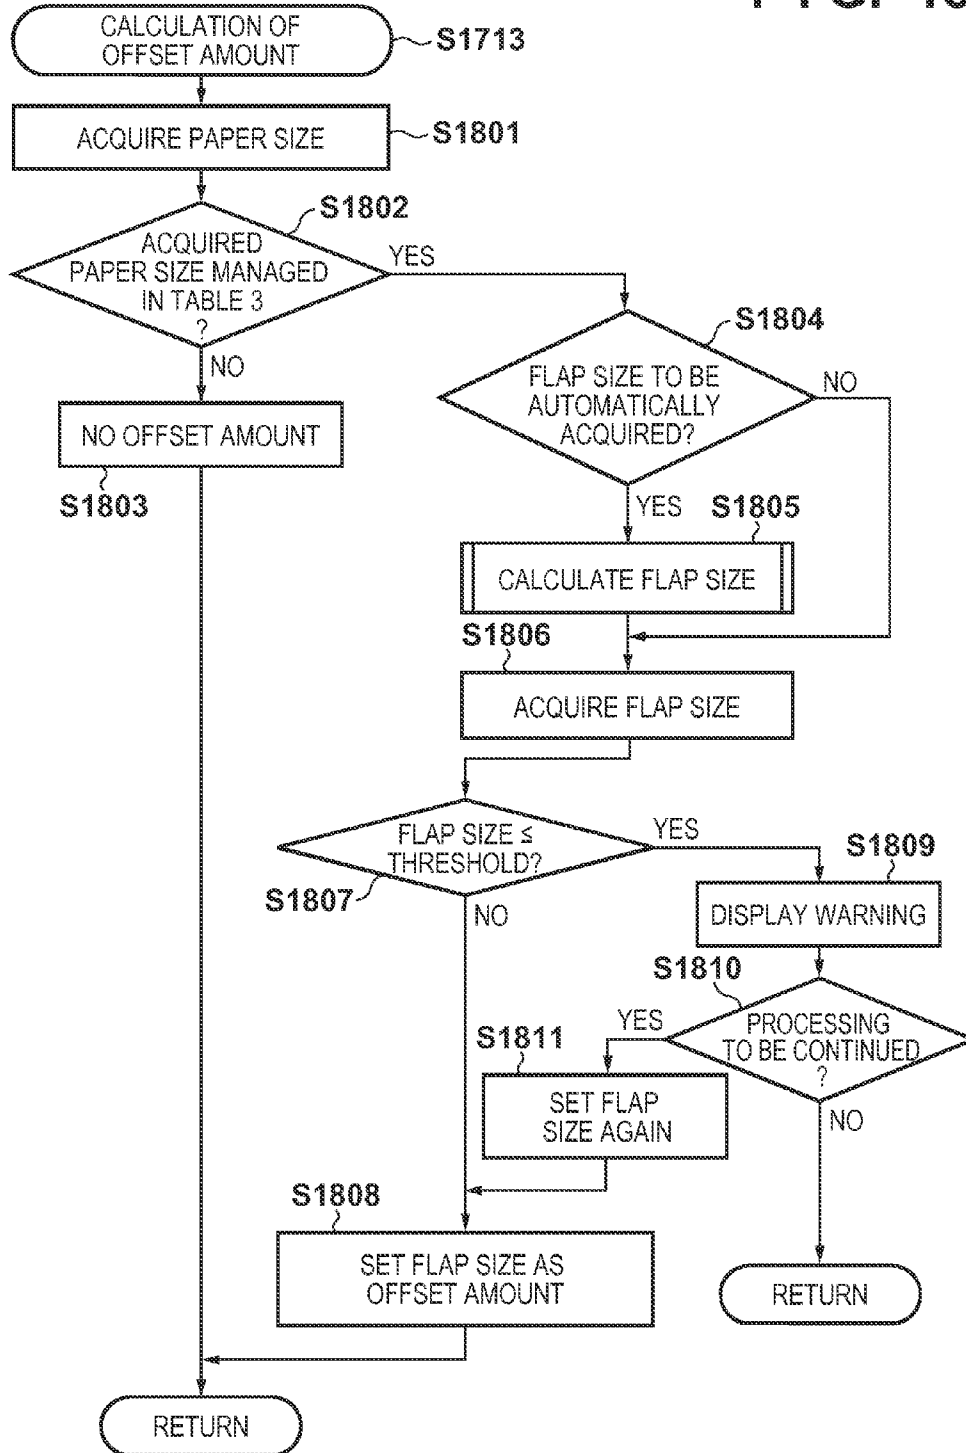 CALCULATION OF
OFFSET AMOUNT
S1713
ACQUIRE PAPER SIZE
S1801
S1802
ACQUIRED
PAPER SIZE MANAGED
IN TABLE 3
?
YES
NO
S1804
FLAP SIZE TO BE
AUTOMATICALLY
ACQUIRED?
NO
YES
NO OFFSET AMOUNT
S1803
S1805
CALCULATE FLAP SIZE
S1806
ACQUIRE FLAP SIZE
FLAP SIZE ≤
THRESHOLD?
YES
S1807
NO
S1809
DISPLAY WARNING
S1810
PROCESSING
TO BE CONTINUED
?
YES
NO
S1811
SET FLAP
SIZE AGAIN
S1808
SET FLAP SIZE AS
OFFSET AMOUNT
RETURN
RETURN